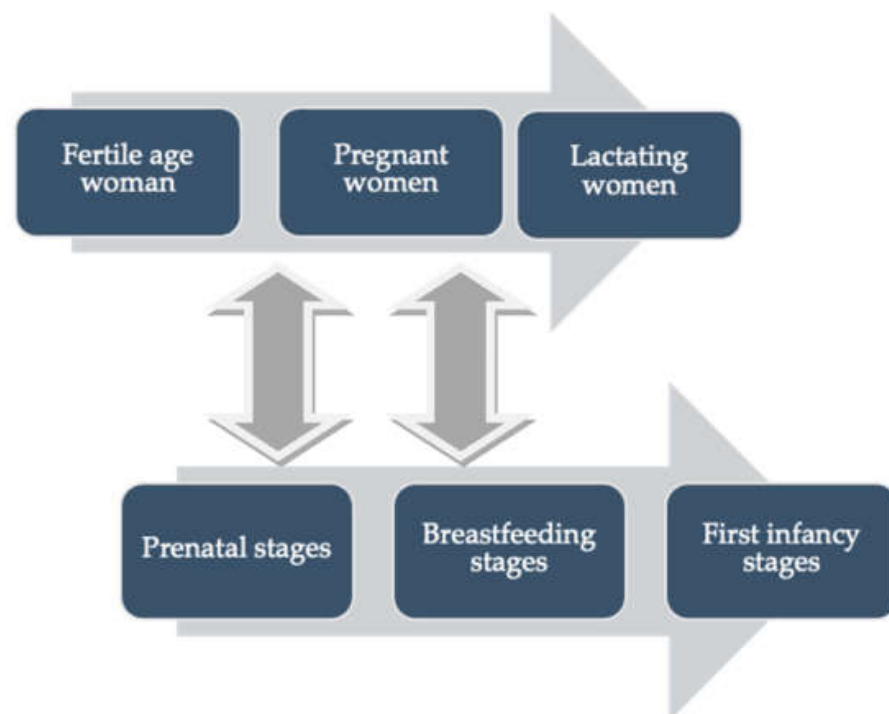 Fertile age
woman
Pregnant
women
Lactating
women
Prenatal stages
Breastfeeding
stages
First infancy
stages